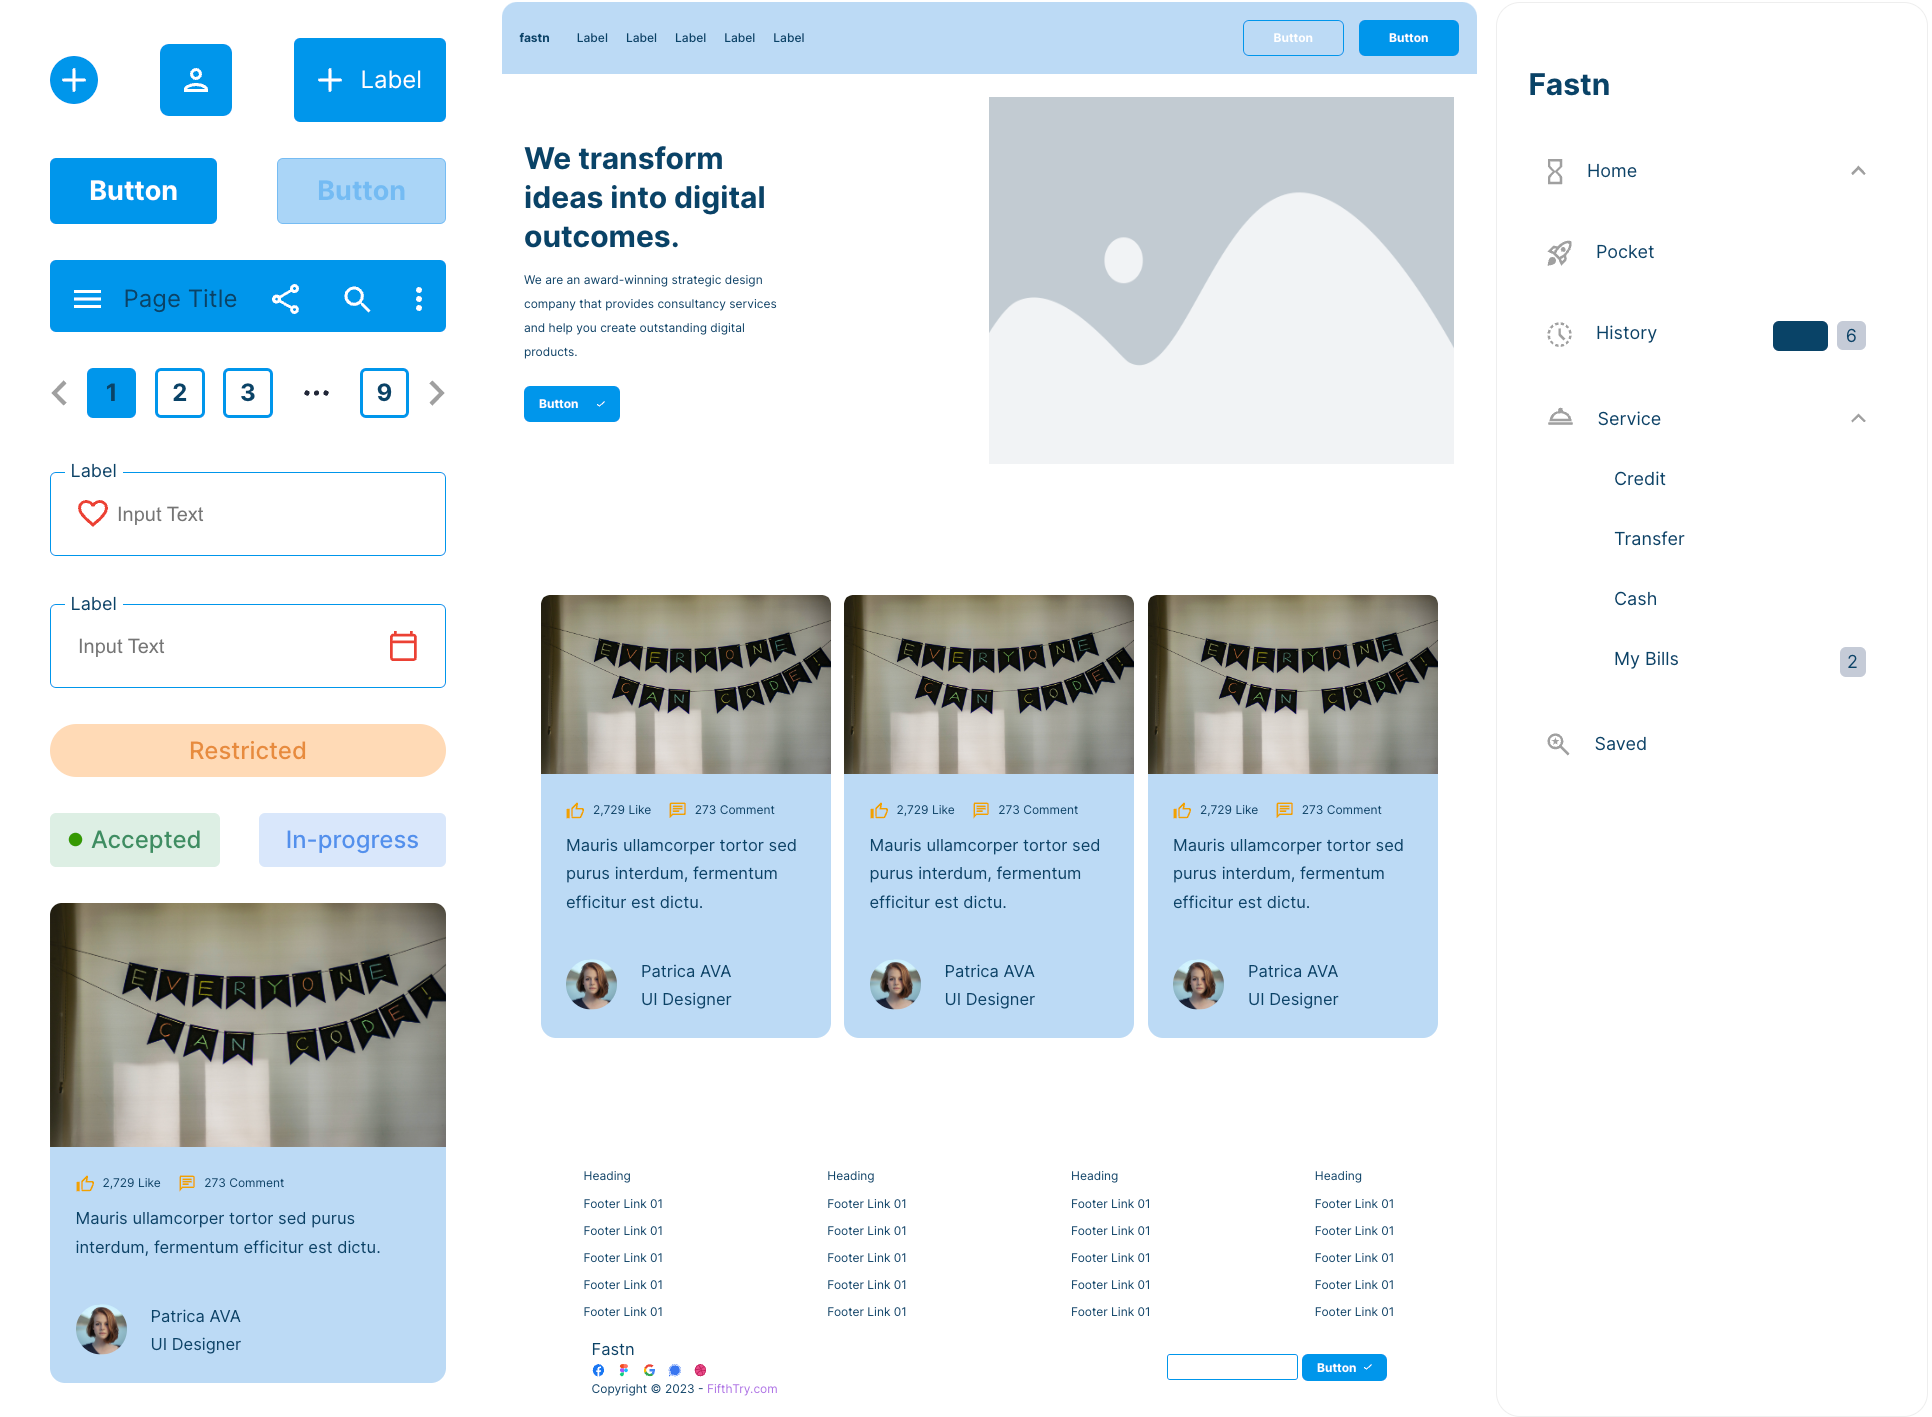 Label
Button
Button
Page Title
1 2 3 ... 9
Label
Input Text
Label
Input Text
Restricted
Accepted
In-progress
EVERYONE
CAN CODE!
2,729 Like 273 Comment
Mauris ullamcorper tortor sed purus
interdum, fermentum efficitur est dictu.
Patrica AVA
UI Designer
fastn Label Label Label Label Label Button Button
We transform
ideas into digital
outcomes.
We are an award-winning strategic design
company that provides consultancy services
and help you create outstanding digital
products.
Button
EVERYONE
CAN CODE!
2,729 Like 273 Comment
Mauris ullamcorper tortor sed
purus interdum, fermentum
efficitur est dictu.
Patrica AVA
UI Designer
EVERYONE
CAN CODE!
2,729 Like 273 Comment
Mauris ullamcorper tortor sed
purus interdum, fermentum
efficitur est dictu.
Patrica AVA
UI Designer
EVERYONE
CAN CODE!
2,729 Like 273 Comment
Mauris ullamcorper tortor sed
purus interdum, fermentum
efficitur est dictu.
Patrica AVA
UI Designer
Heading
Footer Link 01
Footer Link 01
Footer Link 01
Footer Link 01
Footer Link 01
Heading
Footer Link 01
Footer Link 01
Footer Link 01
Footer Link 01
Footer Link 01
Heading
Footer Link 01
Footer Link 01
Footer Link 01
Footer Link 01
Footer Link 01
Heading
Footer Link 01
Footer Link 01
Footer Link 01
Footer Link 01
Footer Link 01
Fastn
Copyright © 2023 - FifthTry.com
Button
Fastn
Home
Pocket
History 6
Service
Credit
Transfer
Cash
My Bills 2
Saved